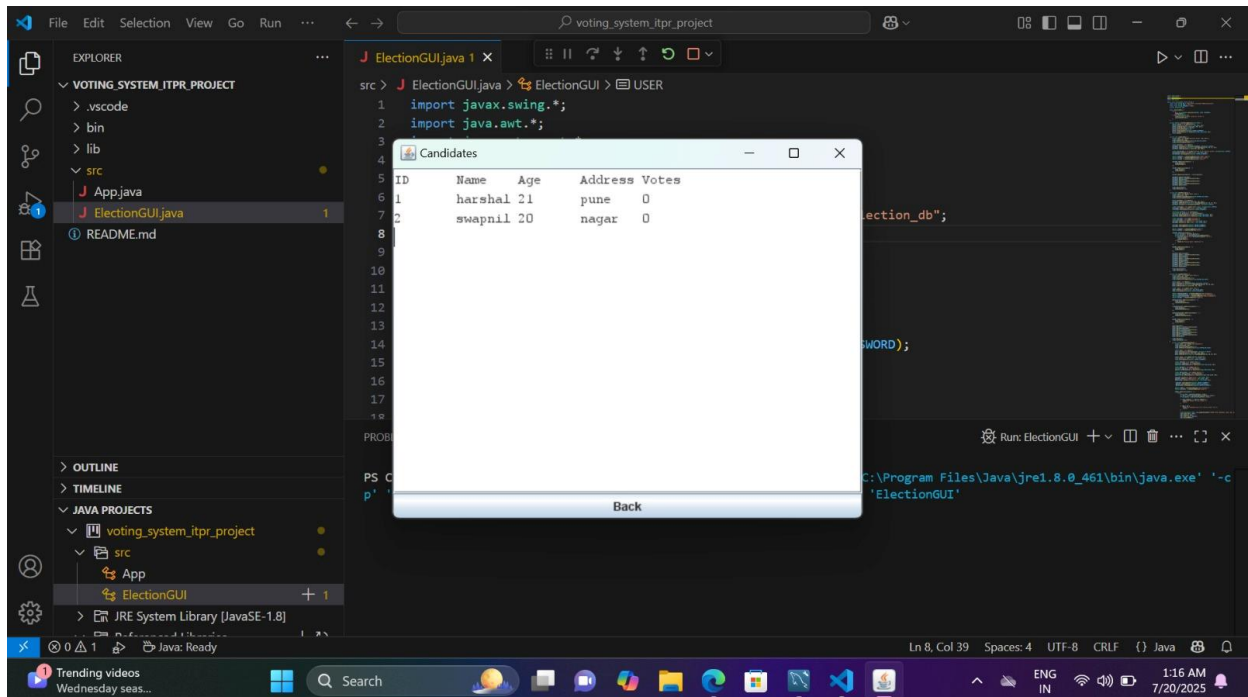 File Edit Selection View Go Run ··· voting_system_itpr_project
EXPLORER
VOTING_SYSTEM_ITPR_PROJECT
.vscode
bin
lib
src
J App.java
J ElectionGUI.java 1
README.md
OUTLINE
TIMELINE
JAVA PROJECTS
voting_system_itpr_project
src
App
ElectionGUI 1
JRE System Library [JavaSE-1.8]
J ElectionGUI.java 1
src > J ElectionGUI.java > ElectionGUI > USER
1 import javax.swing.*;
2 import java.awt.*;
3
4
5
6
7 lection_db";
8
9
10
11
12
13
14 SWORD);
15
16
17
18
Candidates
ID Name Age Address Votes
1 harshal 21 pune 0
2 swapnil 20 nagar 0
Back
PROBL
Run: ElectionGUI
PS C C:\Program Files\Java\jre1.8.0_461\bin\java.exe' '-c
p' ' 'ElectionGUI'
0 1 Java: Ready Ln 8, Col 39 Spaces: 4 UTF-8 CRLF {} Java
1 Trending videos
Wednesday seas...
Search
ENG
IN
1:16 AM
7/20/2025